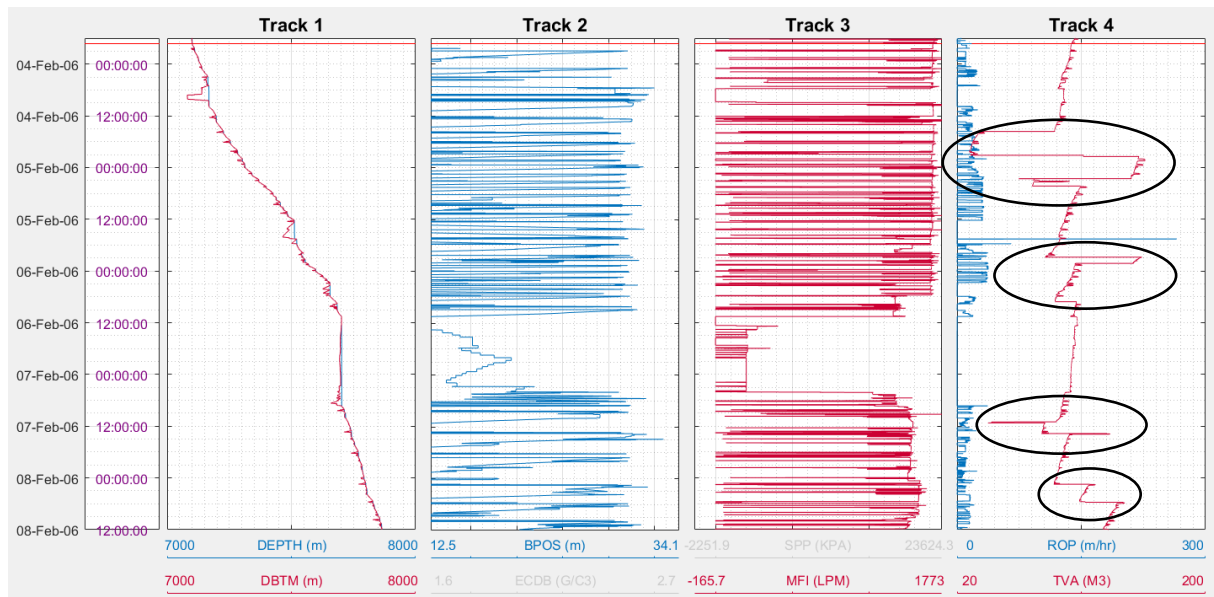 Track 1 Track 2 Track 3 Track 4
04-Feb-06 00:00:00
04-Feb-06 12:00:00
05-Feb-06 00:00:00
05-Feb-06 12:00:00
06-Feb-06 00:00:00
06-Feb-06 12:00:00
07-Feb-06 00:00:00
07-Feb-06 12:00:00
08-Feb-06 00:00:00
08-Feb-06 12:00:00
7000 DEPTH (m) 8000 12.5 BPOS (m) 34.1 -2251.9 SPP (KPA) 23624.3 0 ROP (m/hr) 300
7000 DBTM (m) 8000 1.6 ECDB (G/C3) 2.7 -165.7 MFI (LPM) 1773 20 TVA (M3) 200